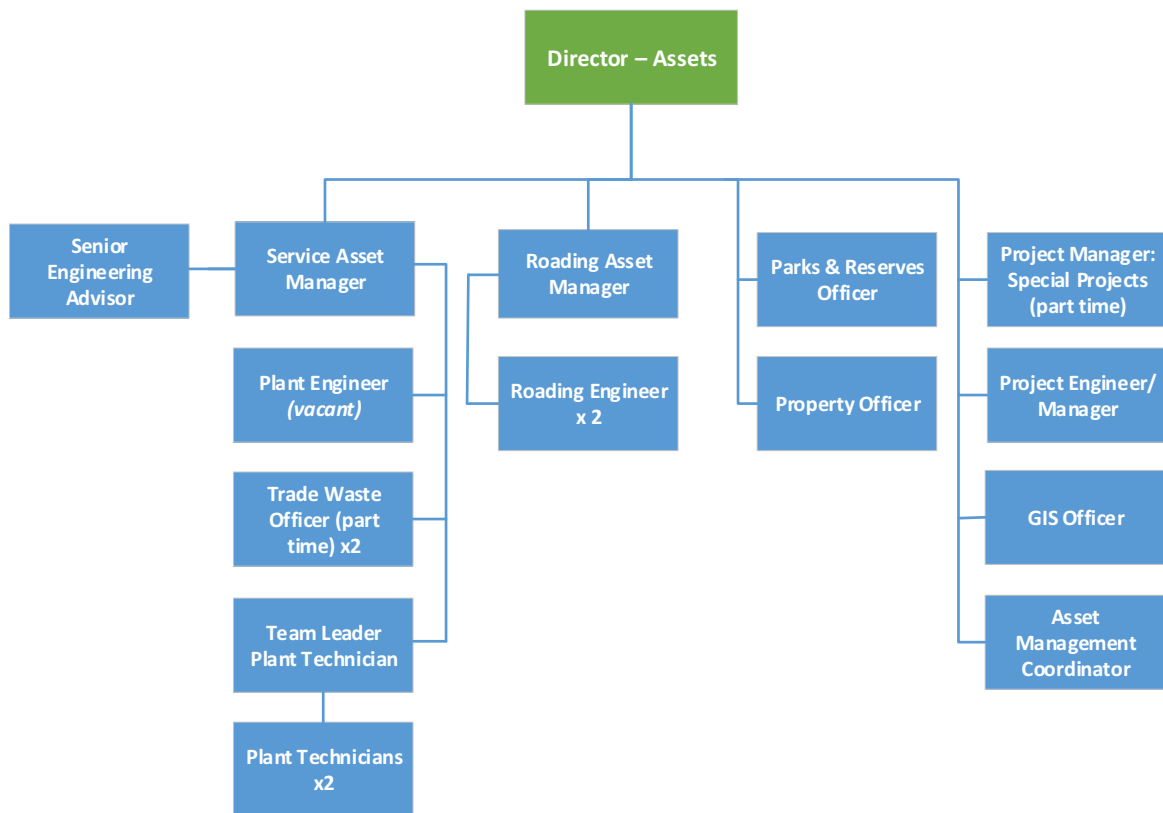 Director – Assets
Senior
Engineering
Advisor
Service Asset
Manager
Roading Asset
Manager
Parks & Reserves
Officer
Project Manager:
Special Projects
(part time)
Plant Engineer
(vacant)
Roading Engineer
x 2
Property Officer
Project Engineer/
Manager
Trade Waste
Officer (part
time) x2
GIS Officer
Team Leader
Plant Technician
Asset
Management
Coordinator
Plant Technicians
x2